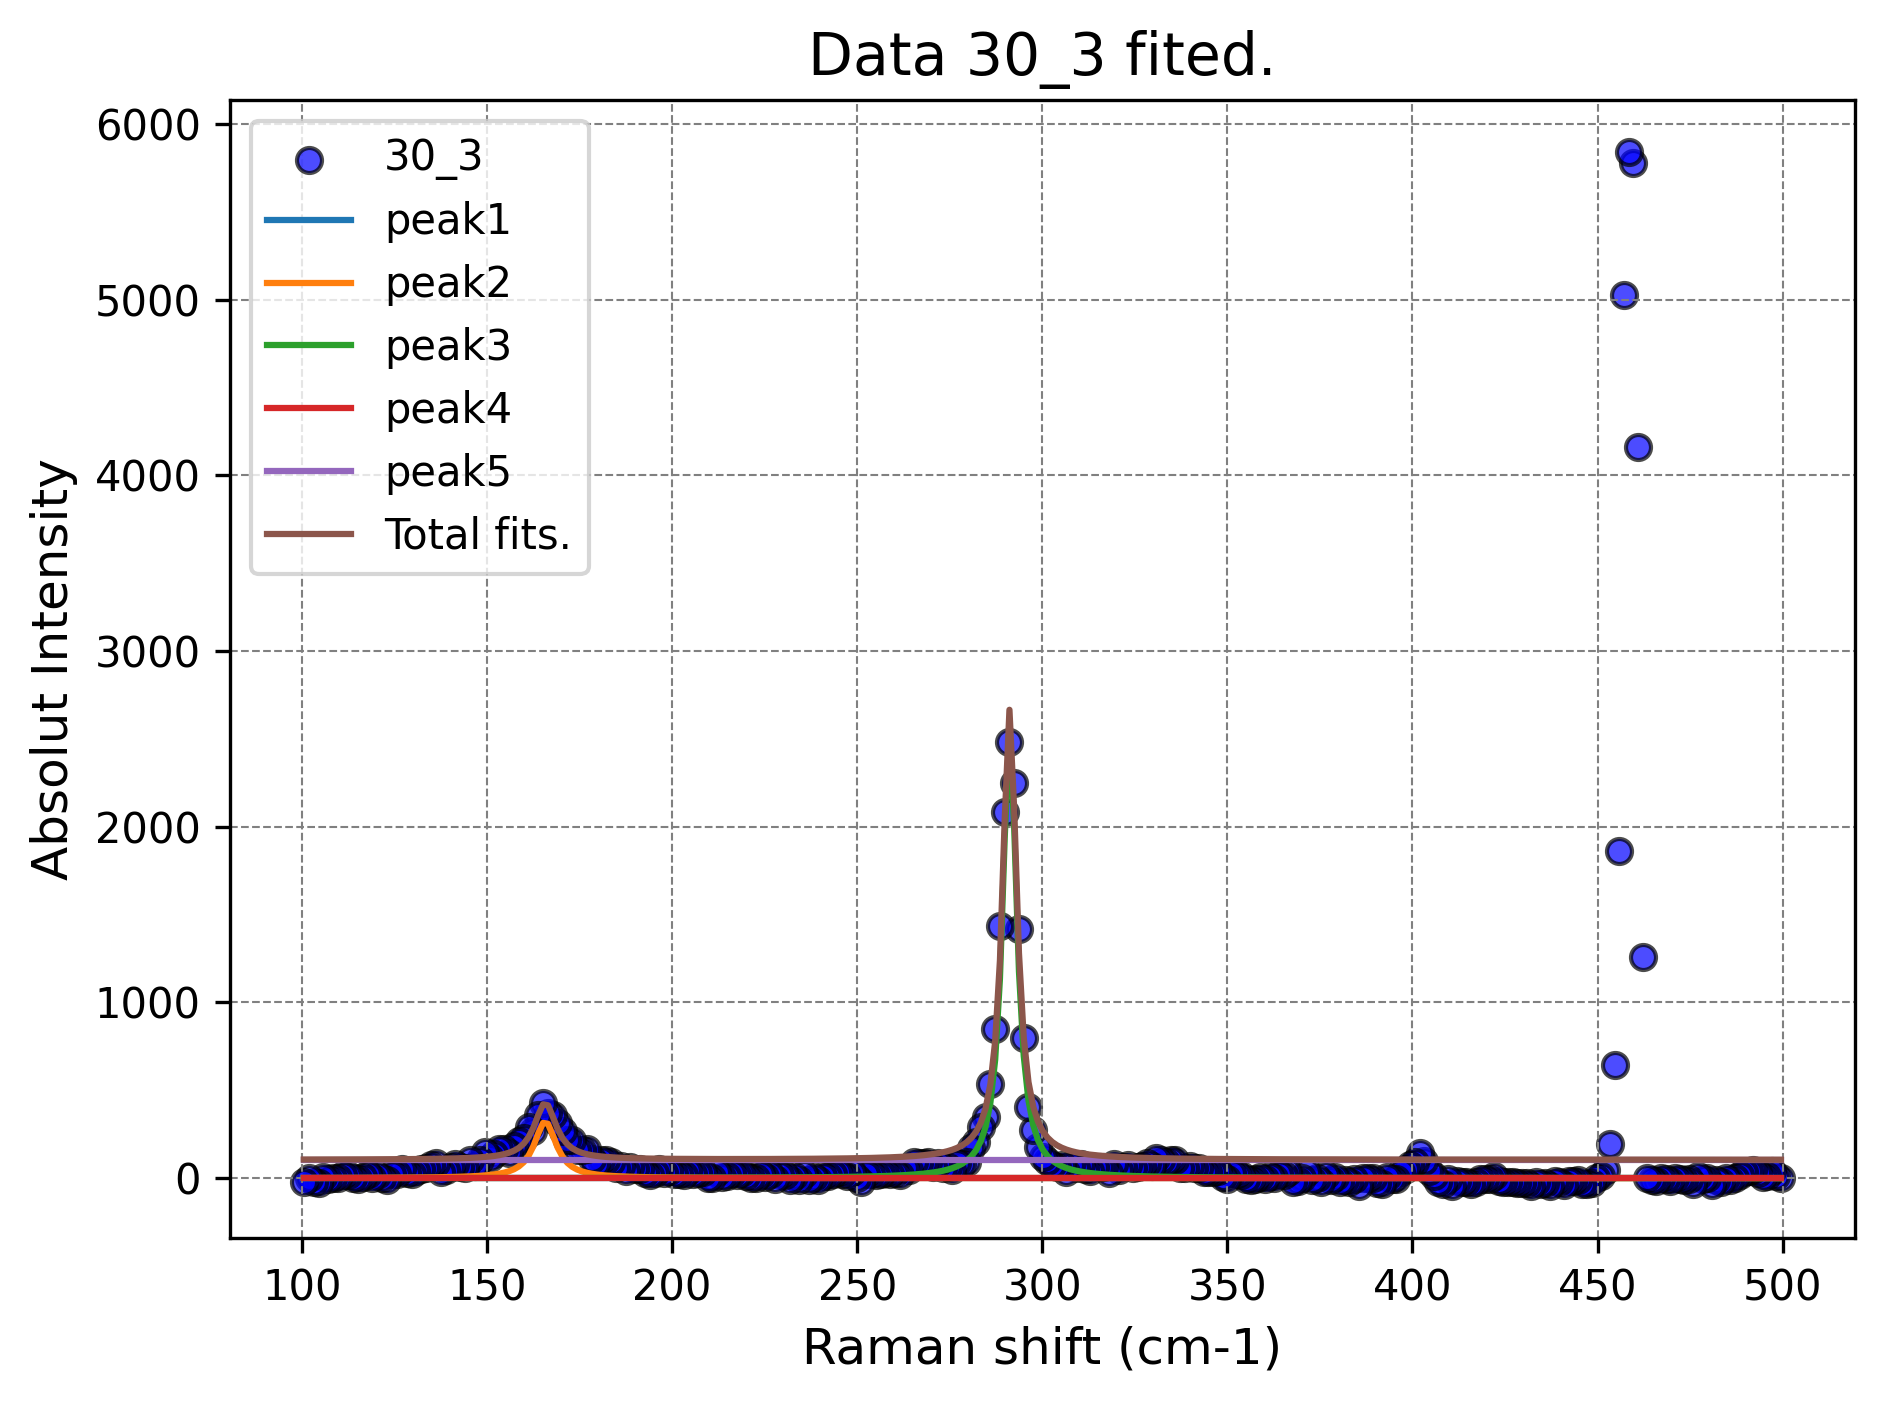 Data 30_3 fited.
6000
5000
4000
3000
2000
1000
0
Absolut Intensity
30_3
peak1
peak2
peak3
peak4
peak5
Total fits.
100 150 200 250 300 350 400 450 500
Raman shift (cm-1)